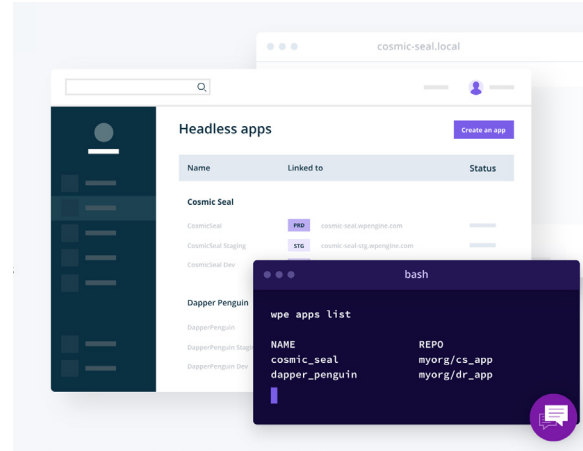 cosmic-seal.local
Headless apps
Create an app
Name Linked to Status
Cosmic Seal
CosmicSeal PRD cosmic-seal.wpengine.com
CosmicSeal Staging STG cosmic-seal-stg.wpengine.com
CosmicSeal Dev
Dapper Penguin
DapperPenguin
DapperPenguin Stagi
DapperPenguin Dev
bash
wpe apps list
NAME REPO
cosmic_seal myorg/cs_app
dapper_penguin myorg/dr_app